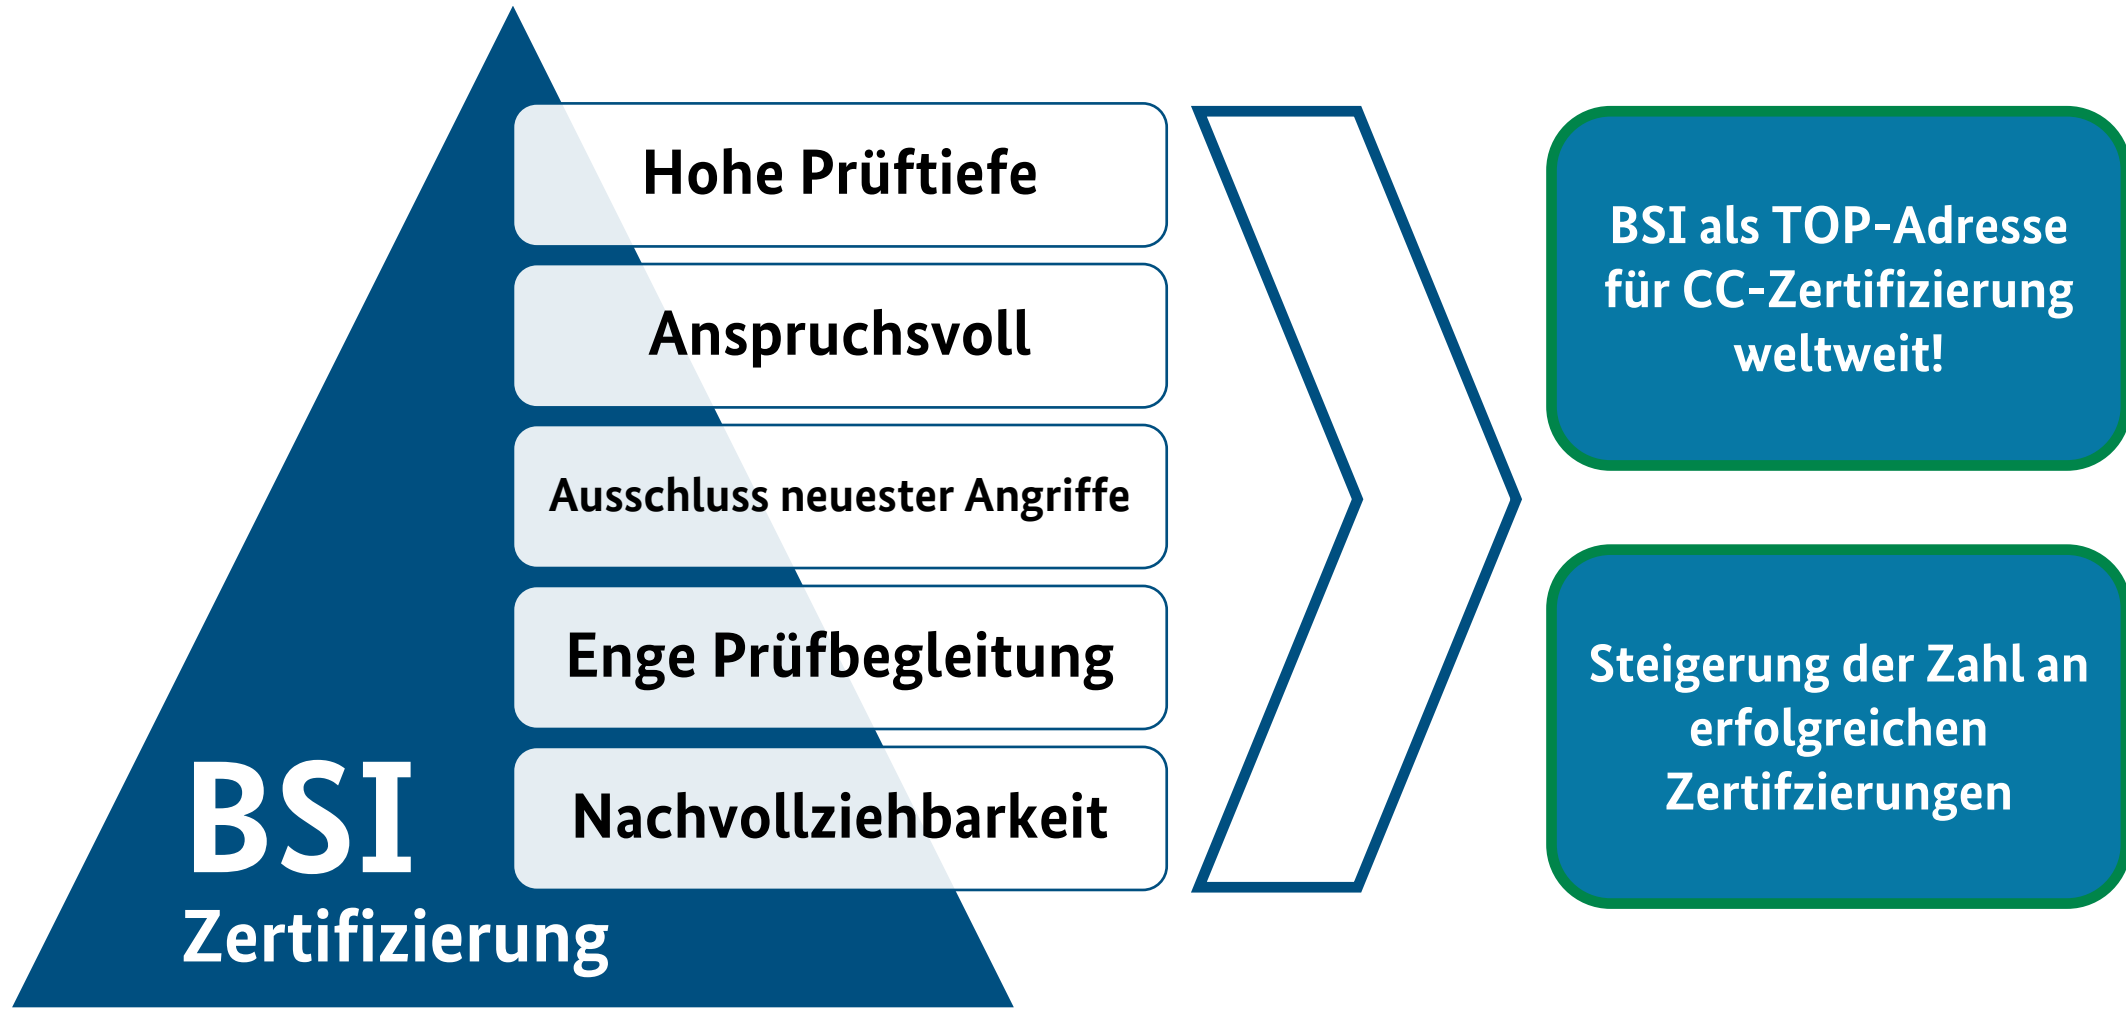 Hohe Prüftiefe
Anspruchsvoll
Ausschluss neuester Angriffe
Enge Prüfbegleitung
Nachvollziehbarkeit
BSI
Zertifizierung
BSI als TOP-Adresse
für CC-Zertifizierung
weltweit!
Steigerung der Zahl an
erfolgreichen
Zertifzierungen